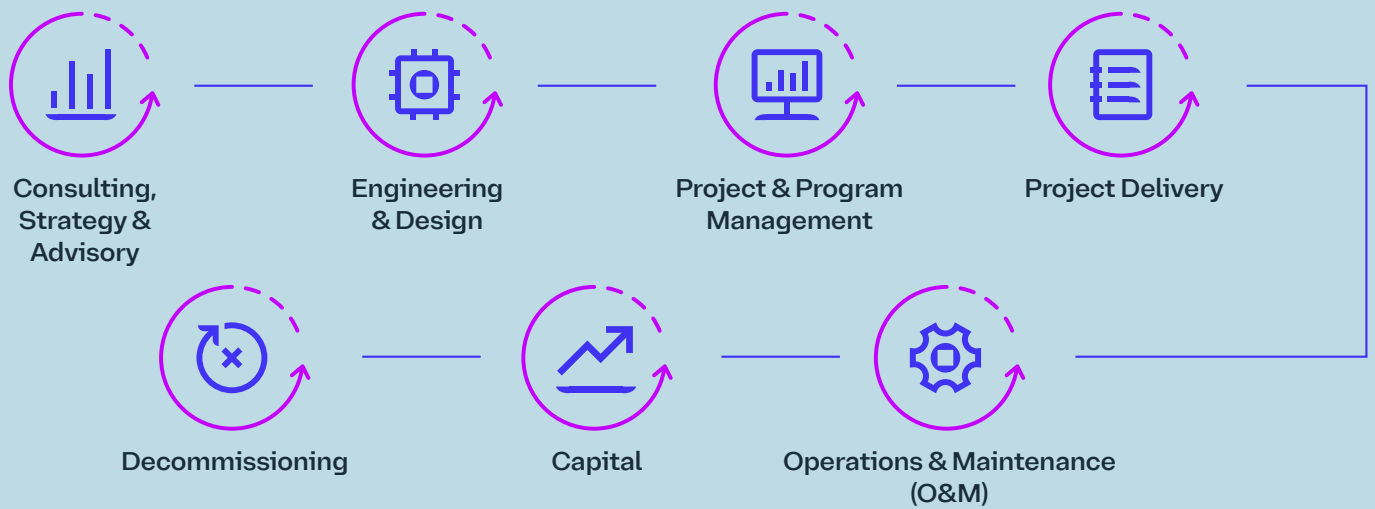 Consulting,
Strategy &
Advisory
Engineering
& Design
Project & Program
Management
Project Delivery
Decommissioning
Capital
Operations & Maintenance
(O&M)